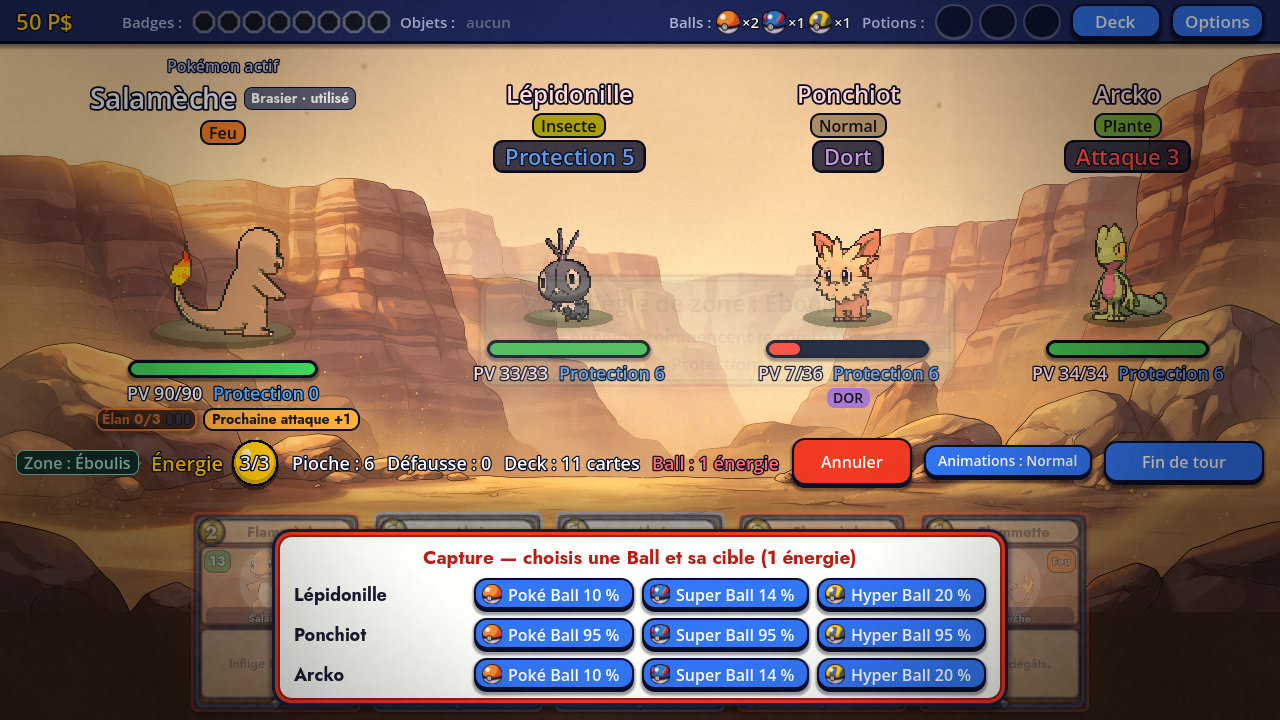 50 P$ Badges : Objets : aucun Balls : ×2 ×1 ×1 Potions : Deck Options
Pokémon actif
Salamèche Brasier · utilisé
Feu
Lépidonille
Insecte
Protection 5
Ponchiot
Normal
Dort
Arcko
Plante
Attaque 3
PV 90/90 Protection 0
Élan 0/3 Prochaine attaque +1
PV 33/33 Protection 6
PV 7/36 Protection 6
DOR
PV 34/34 Protection 6
Zone : Éboulis Énergie 3/3 Pioche : 6 Défausse : 0 Deck : 11 cartes Ball : 1 énergie Annuler Animations : Normal Fin de tour
2
13
Feu
Capture — choisis une Ball et sa cible (1 énergie)
Lépidonille Poké Ball 10 % Super Ball 14 % Hyper Ball 20 %
Ponchiot Poké Ball 95 % Super Ball 95 % Hyper Ball 95 %
Arcko Poké Ball 10 % Super Ball 14 % Hyper Ball 20 %